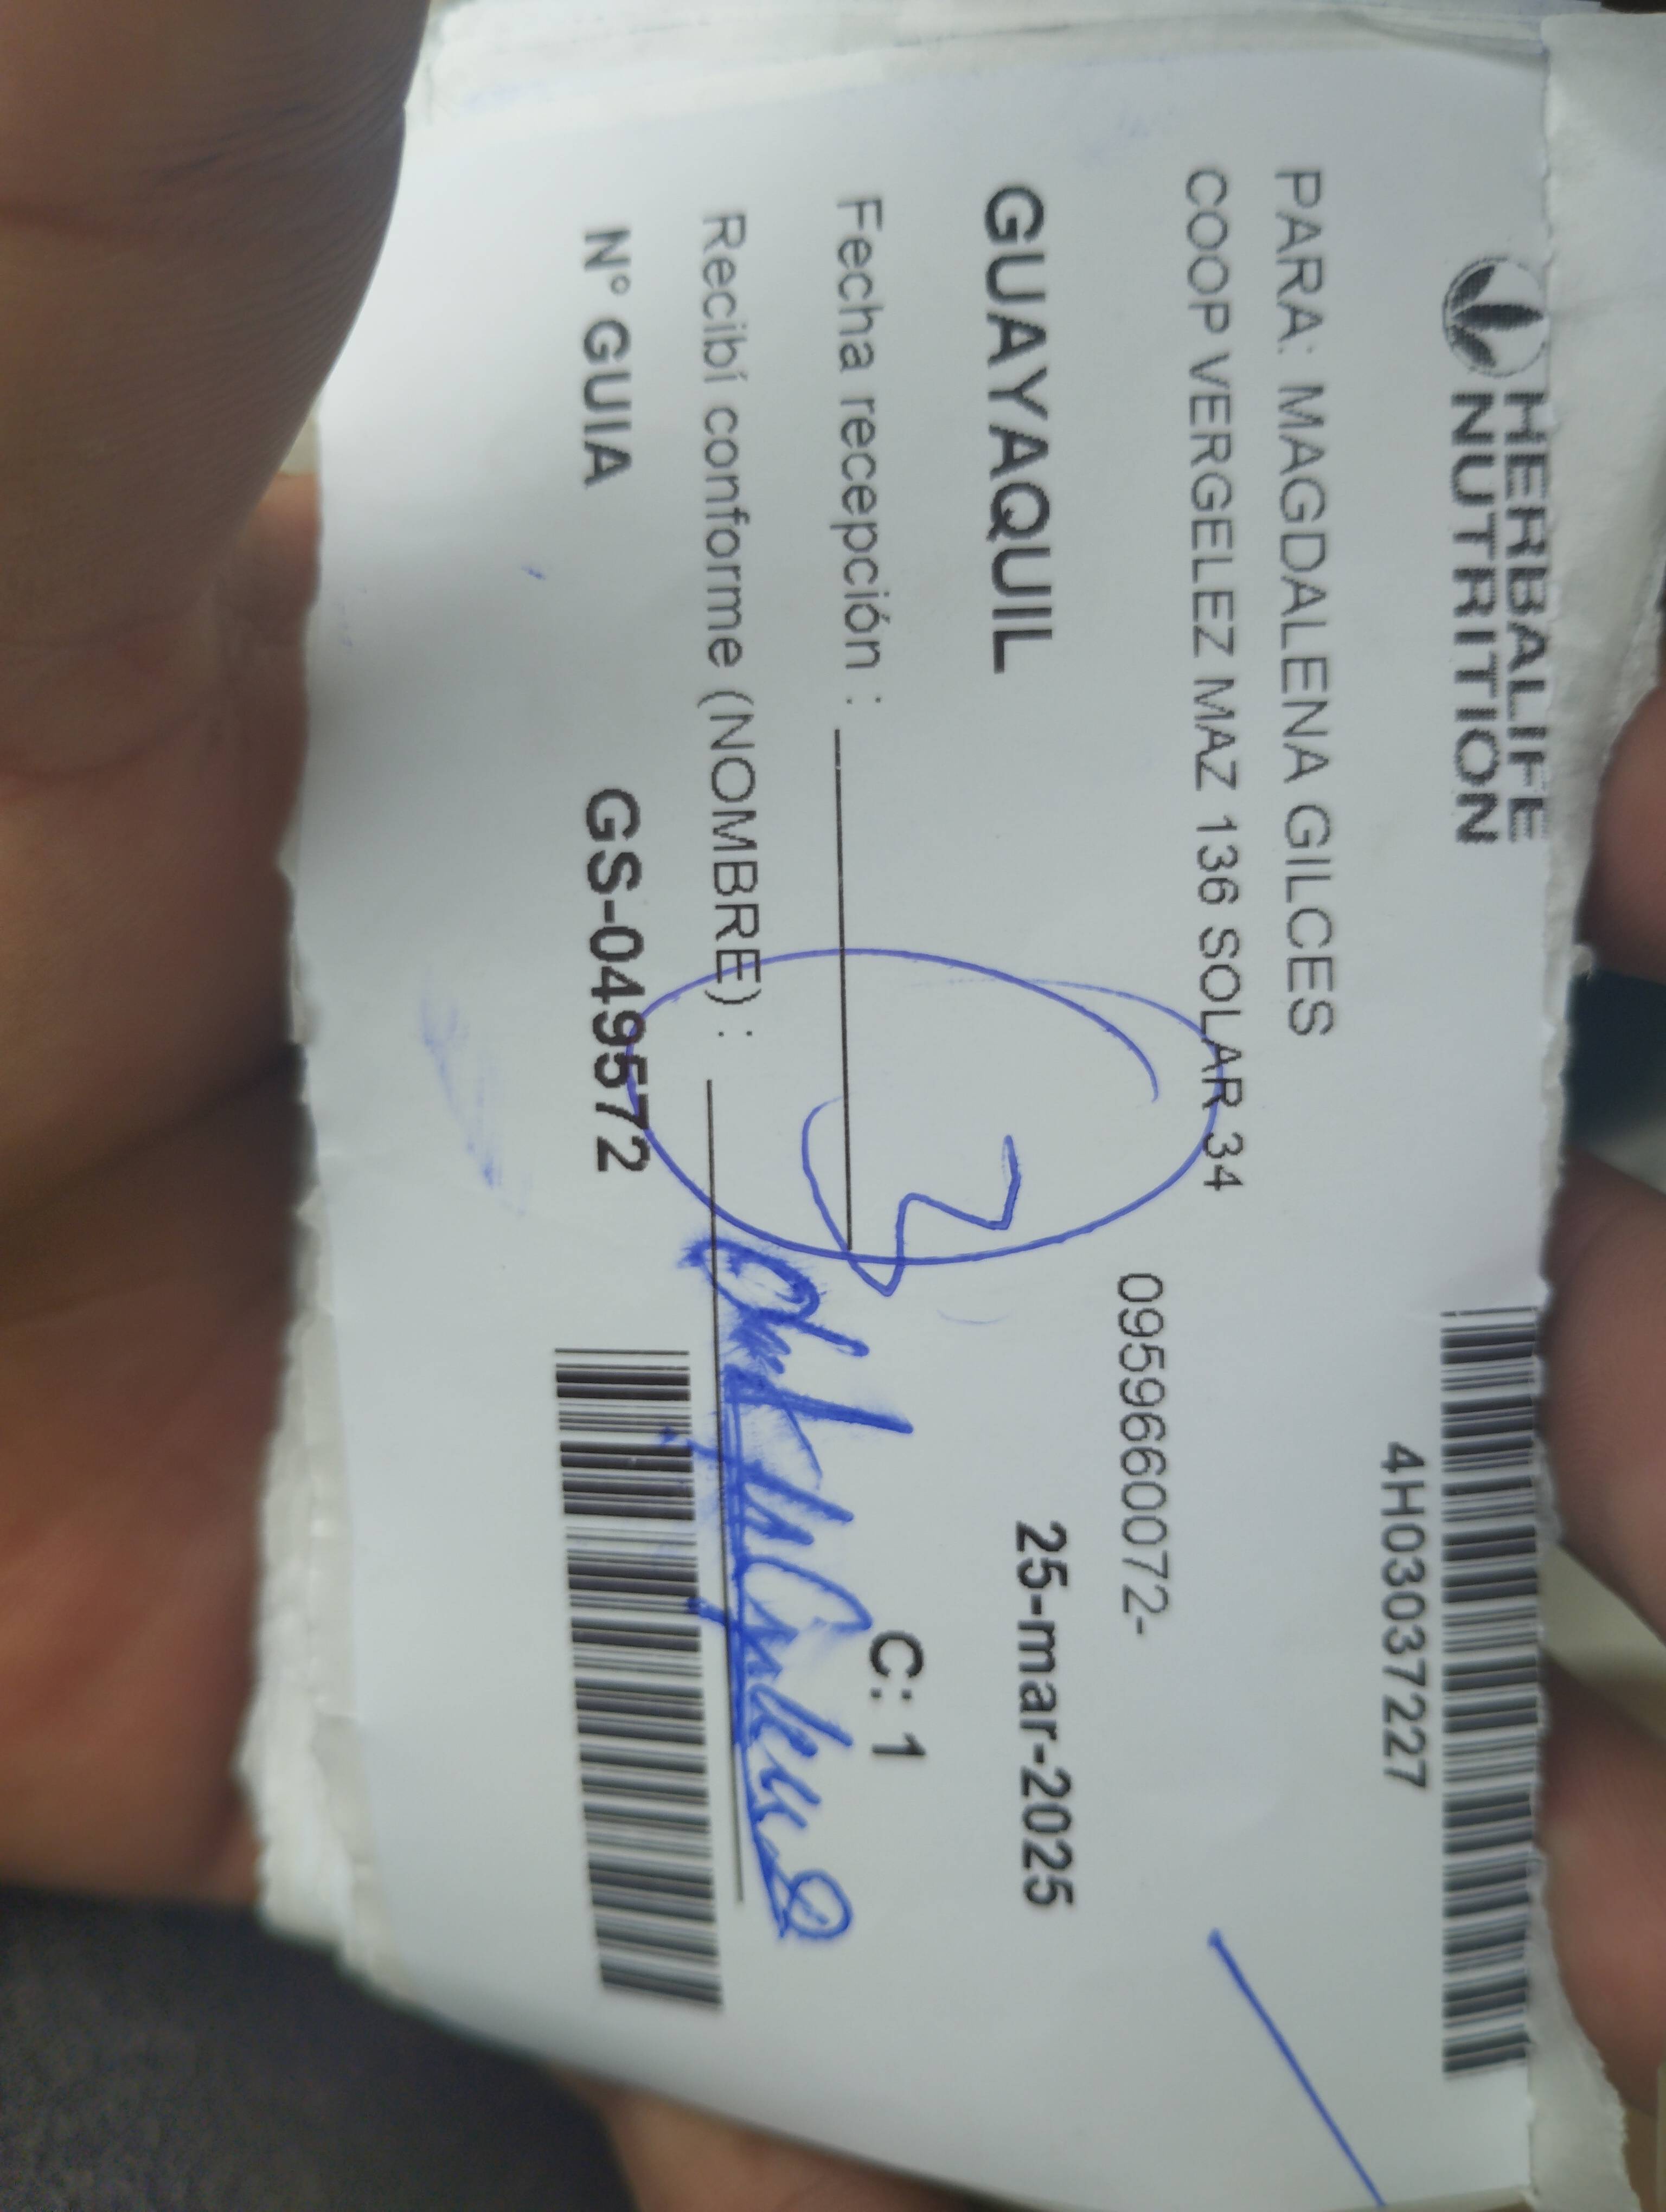 HERBALIFE
NUTRITION
4H03037227
PARA: MAGDALENA GILCES
COOP VERGELEZ MAZ 136 SOLAR 34
0959660072-
GUAYAQUIL 25-mar-2025
Fecha recepción : C: 1
Recibí conforme (NOMBRE) :
N° GUIA GS-049572